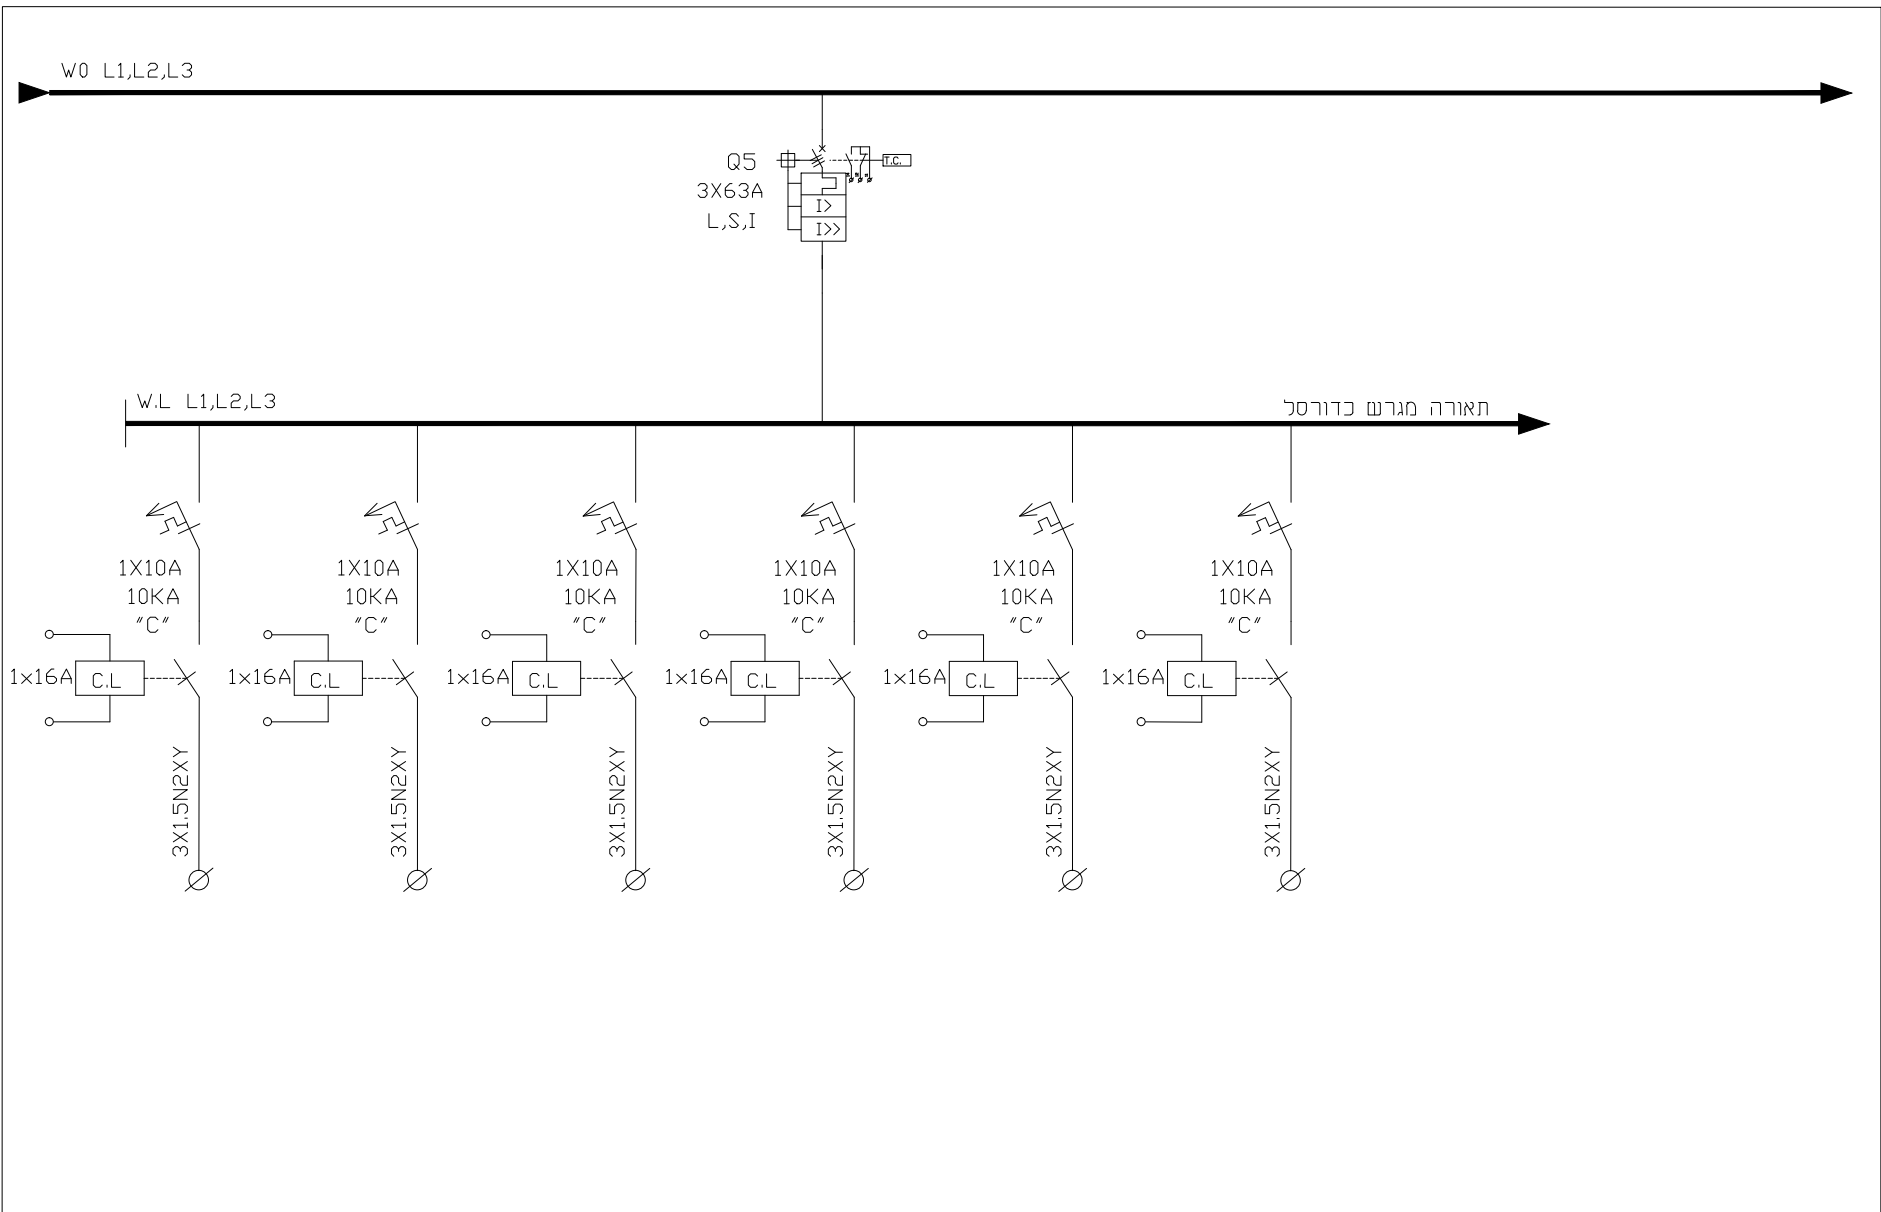 W0 L1,L2,L3
Q5
T.C.
3X63A
I>
L,S,I
I>>
W.L L1,L2,L3
תאורה מגרש כדורסל
1X10A 1X10A 1X10A 1X10A 1X10A 1X10A
10KA 10KA 10KA 10KA 10KA 10KA
"C" "C" "C" "C" "C" "C"
1x16A C.L 1x16A C.L 1x16A C.L 1x16A C.L 1x16A C.L 1x16A C.L
3X1.5N2XY
3X1.5N2XY
3X1.5N2XY
3X1.5N2XY
3X1.5N2XY
3X1.5N2XY